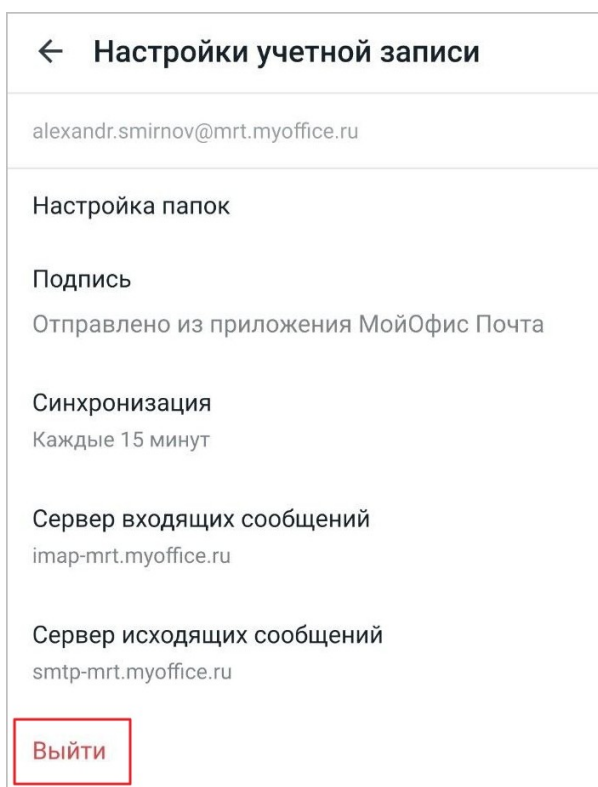 Настройки учетной записи
alexandr.smirnov@mrt.myoffice.ru
Настройка папок
Подпись
Отправлено из приложения МойОфис Почта
Синхронизация
Каждые 15 минут
Сервер входящих сообщений
imap-mrt.myoffice.ru
Сервер исходящих сообщений
smtp-mrt.myoffice.ru
Выйти